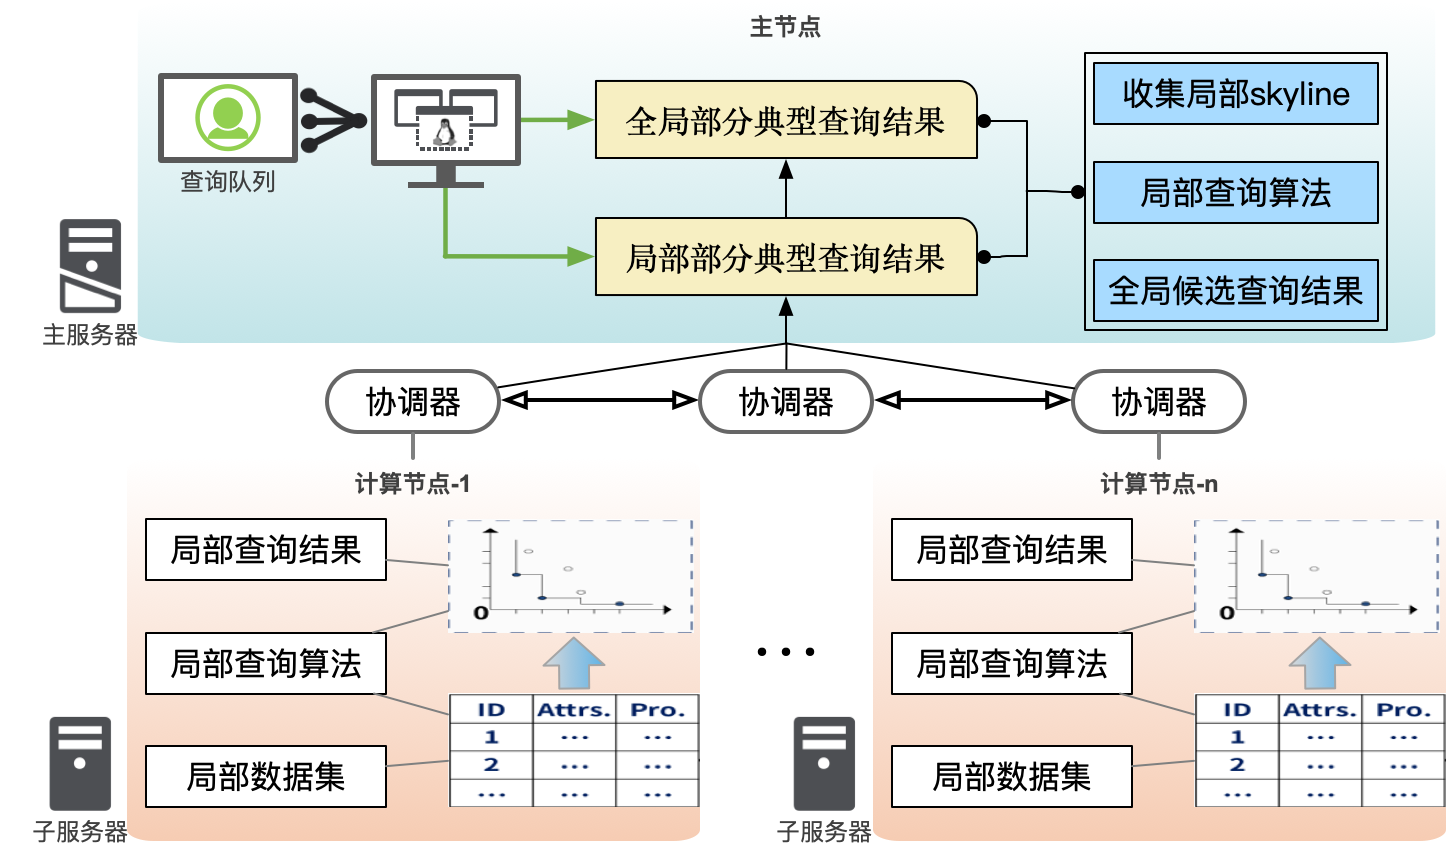 主节点
查询队列
全局部分典型查询结果
局部部分典型查询结果
收集局部skyline
局部查询算法
全局候选查询结果
主服务器
协调器
协调器
协调器
计算节点-1
局部查询结果
局部查询算法
局部数据集
0
ID Attrs. Pro.
1 ... ...
2 ... ...
... ... ...
子服务器
...
计算节点-n
局部查询结果
局部查询算法
局部数据集
0
ID Attrs. Pro.
1 ... ...
2 ... ...
... ... ...
子服务器